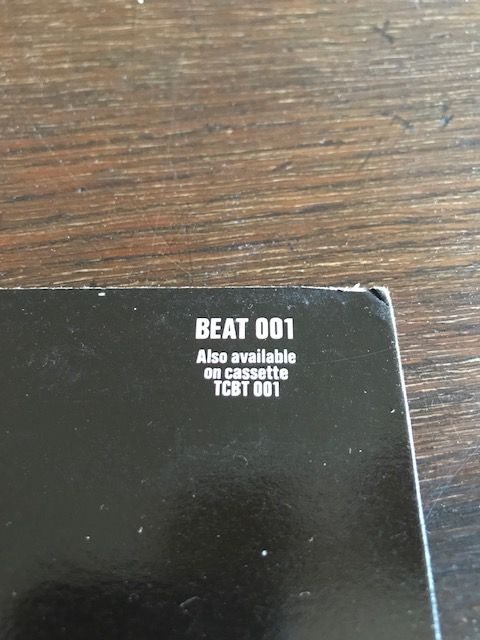 BEAT 001
Also available
on cassette
TCBT 001